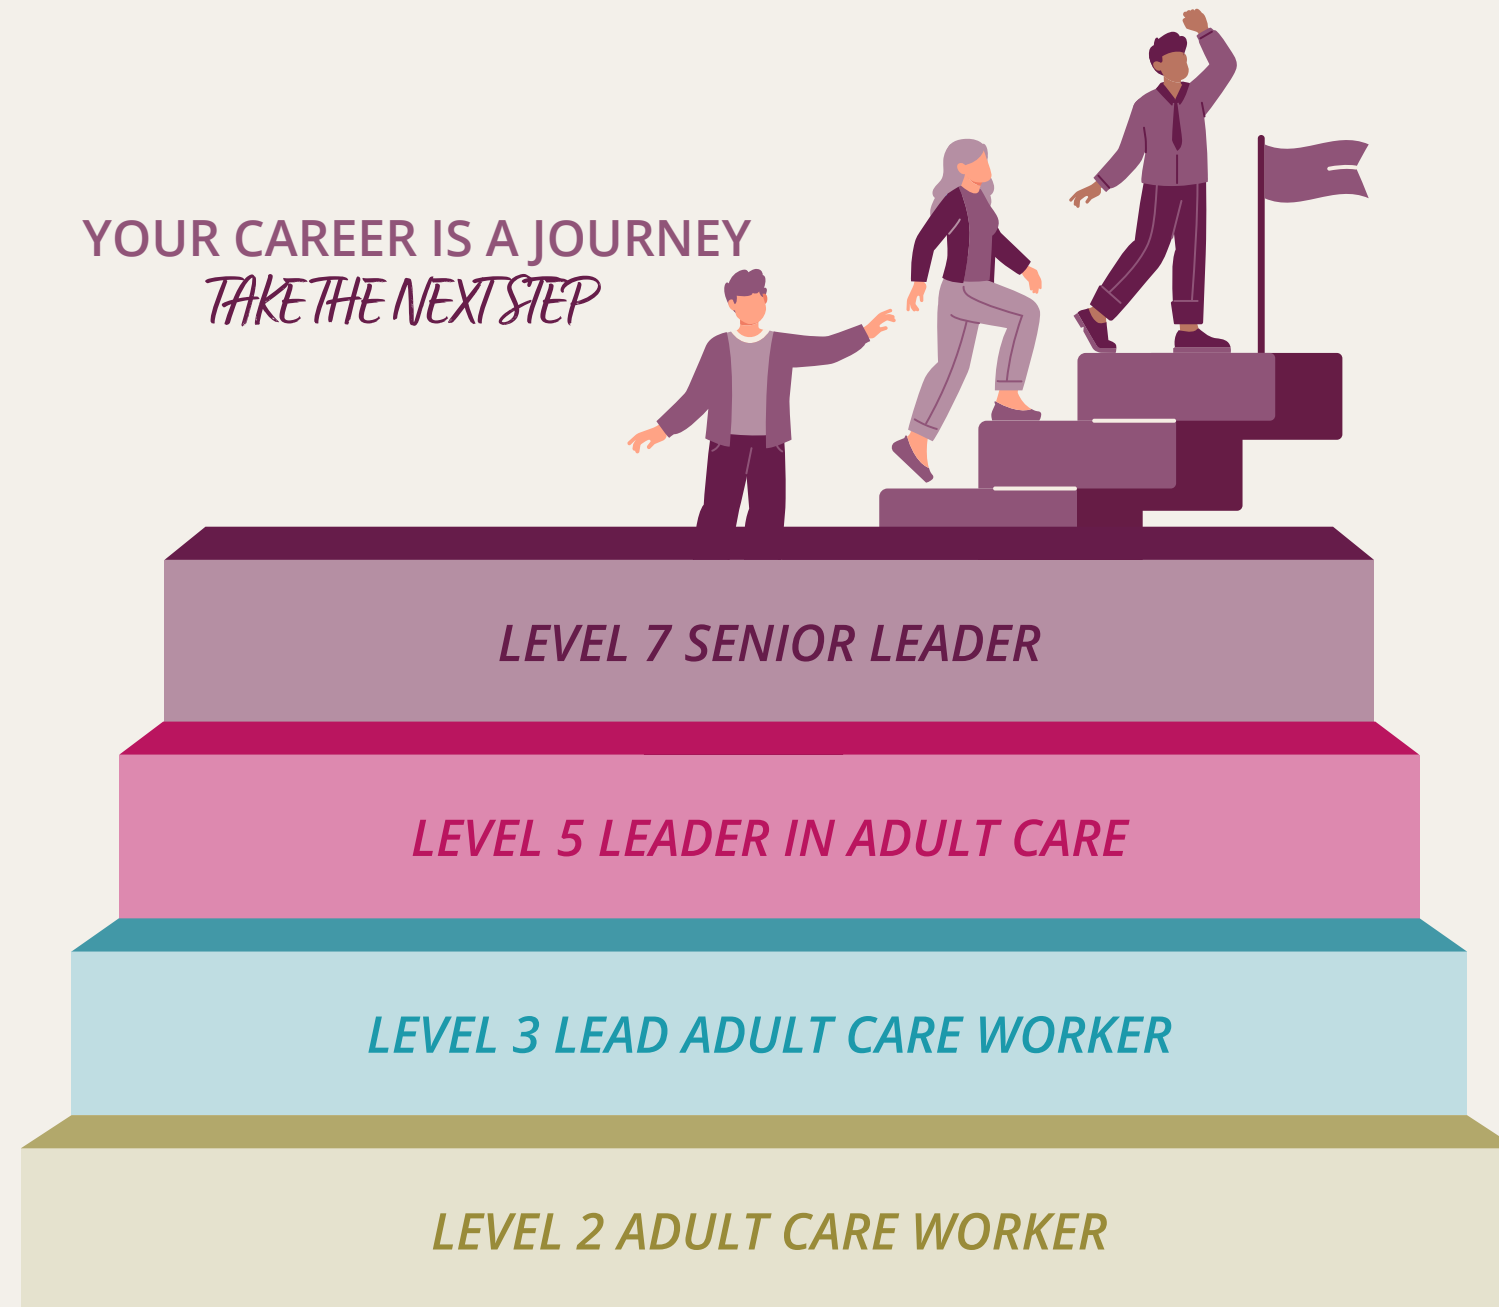 YOUR CAREER IS A JOURNEY
TAKE THE NEXT STEP
LEVEL 7 SENIOR LEADER
LEVEL 5 LEADER IN ADULT CARE
LEVEL 3 LEAD ADULT CARE WORKER
LEVEL 2 ADULT CARE WORKER